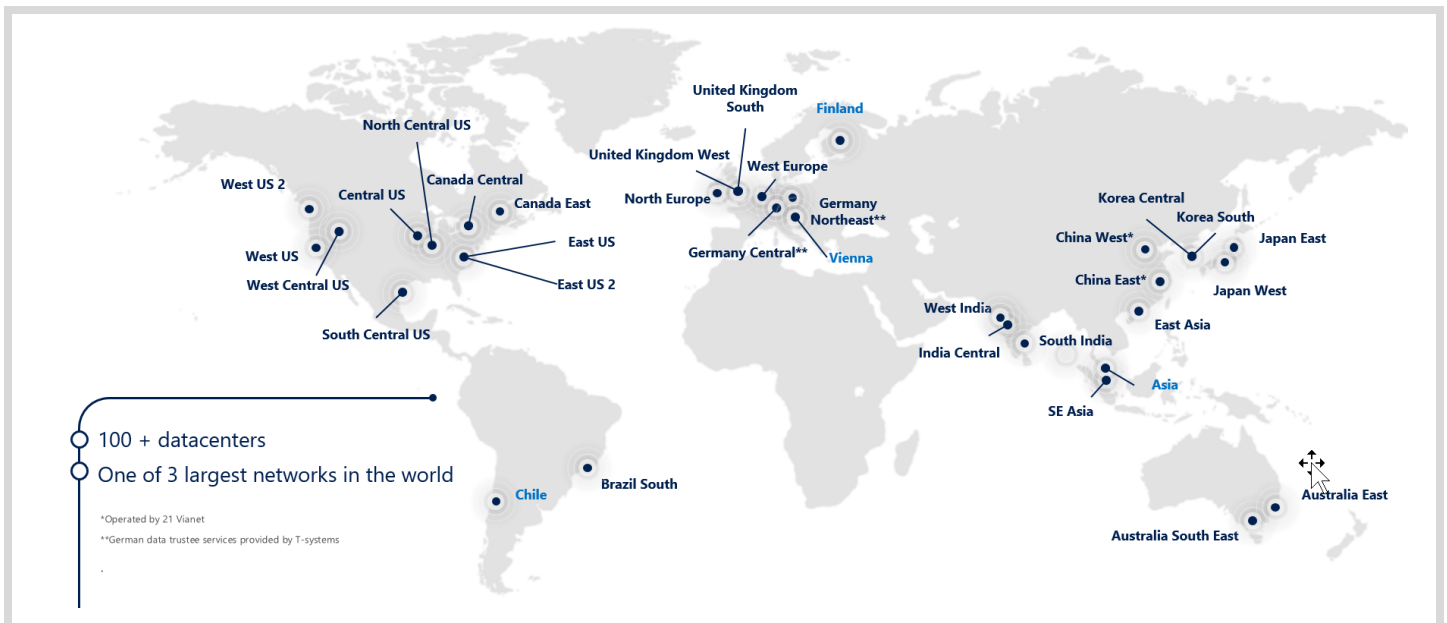 United Kingdom
South
Finland
North Central US
United Kingdom West
West Europe
West US 2
Canada Central
Central US
North Europe
Canada East
Germany
Northeast**
Korea Central
Korea South
East US
West US
Germany Central**
Vienna
China West*
Japan East
West Central US
East US 2
China East*
Japan West
West India
South Central US
East Asia
India Central
South India
Asia
SE Asia
100 + datacenters
One of 3 largest networks in the world
Brazil South
Chile
Australia East
*Operated by 21 Vianet
Australia South East
**German data trustee services provided by T-systems
.